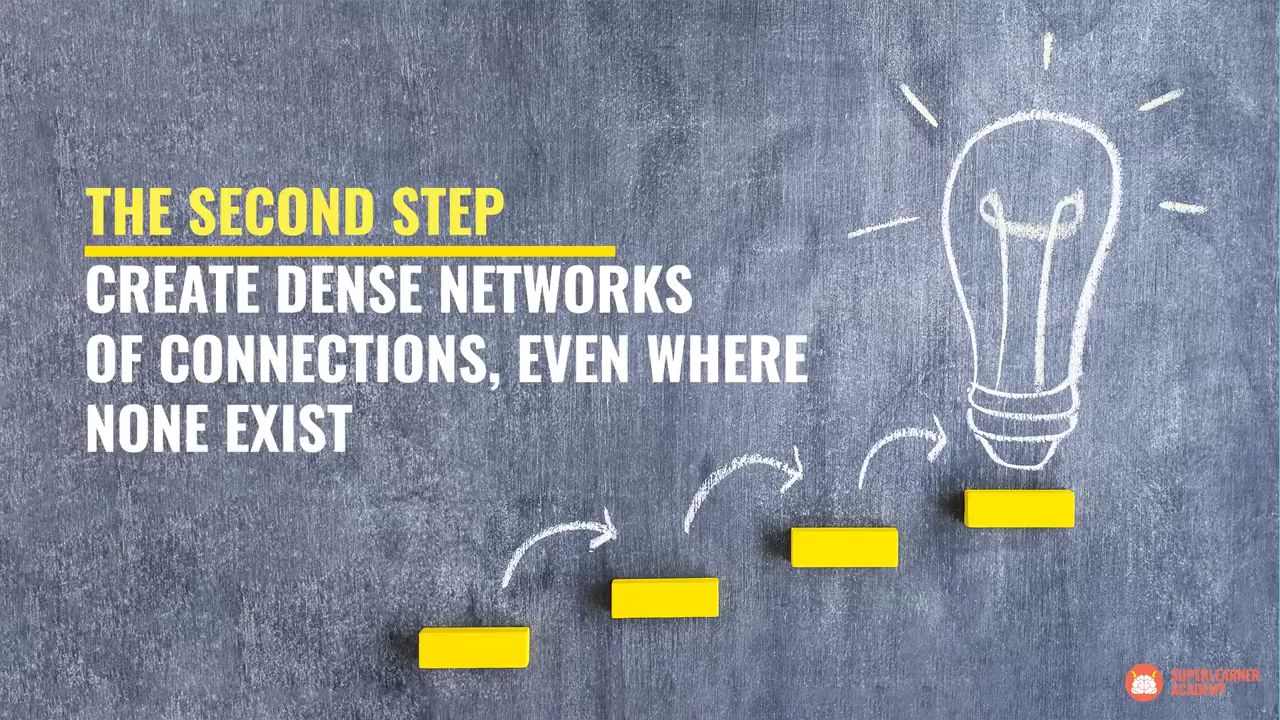 THE SECOND STEP
CREATE DENSE NETWORKS
OF CONNECTIONS, EVEN WHERE
NONE EXIST
SUPERLEARNER
ACADEMY